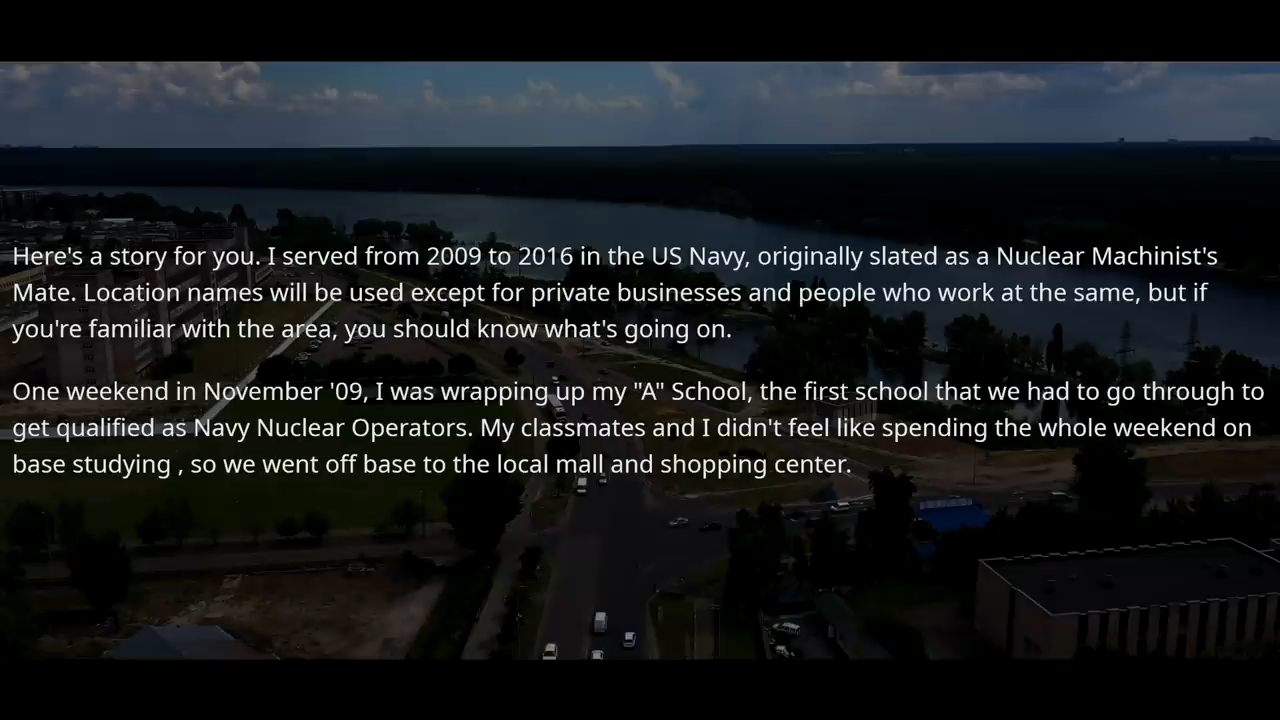 Here's a story for you. I served from 2009 to 2016 in the US Navy, originally slated as a Nuclear Machinist's
Mate. Location names will be used except for private businesses and people who work at the same, but if
you're familiar with the area, you should know what's going on.
One weekend in November '09, I was wrapping up my "A" School, the first school that we had to go through to
get qualified as Navy Nuclear Operators. My classmates and I didn't feel like spending the whole weekend on
base studying , so we went off base to the local mall and shopping center.